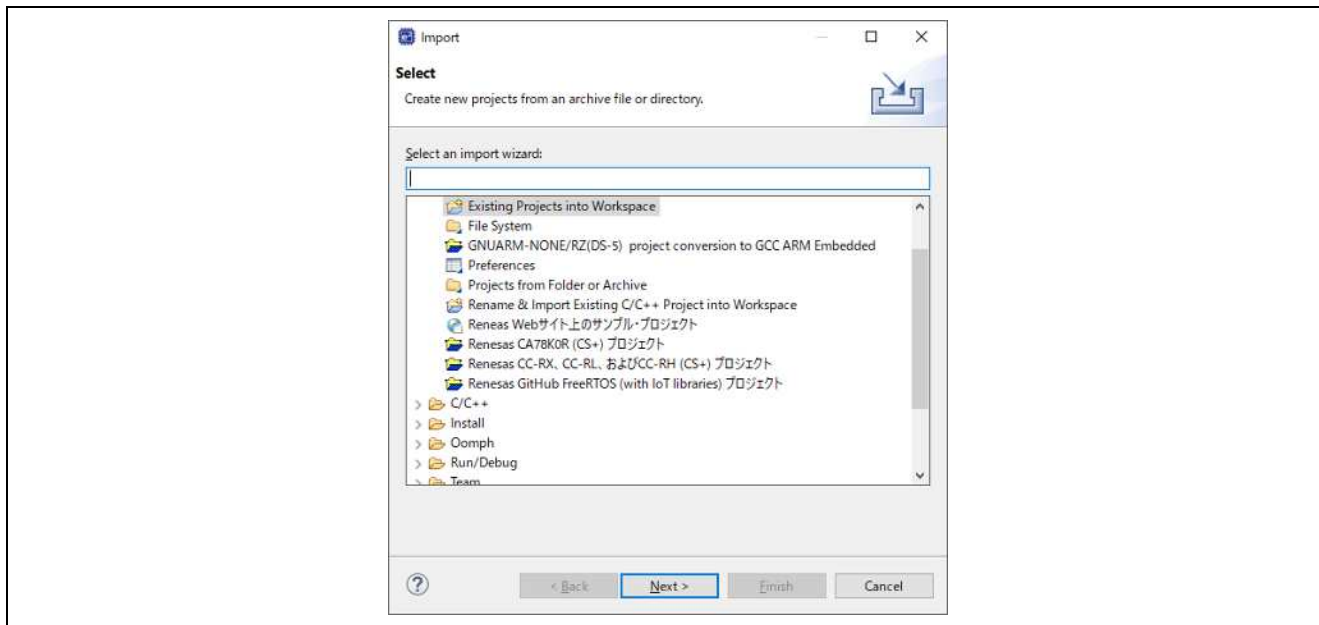 Import
Select
Create new projects from an archive file or directory.
Select an import wizard:
Existing Projects into Workspace
File System
GNUARM-NONE/RZ(DS-5) project conversion to GCC ARM Embedded
Preferences
Projects from Folder or Archive
Rename & Import Existing C/C++ Project into Workspace
Reneas Webサイト上のサンプル・プロジェクト
Renesas CA78K0R (CS+) プロジェクト
Renesas CC-RX、CC-RL、およびCC-RH (CS+) プロジェクト
Renesas GitHub FreeRTOS (with IoT libraries) プロジェクト
> C/C++
> Install
> Oomph
> Run/Debug
> Team
? < Back Next > Finish Cancel